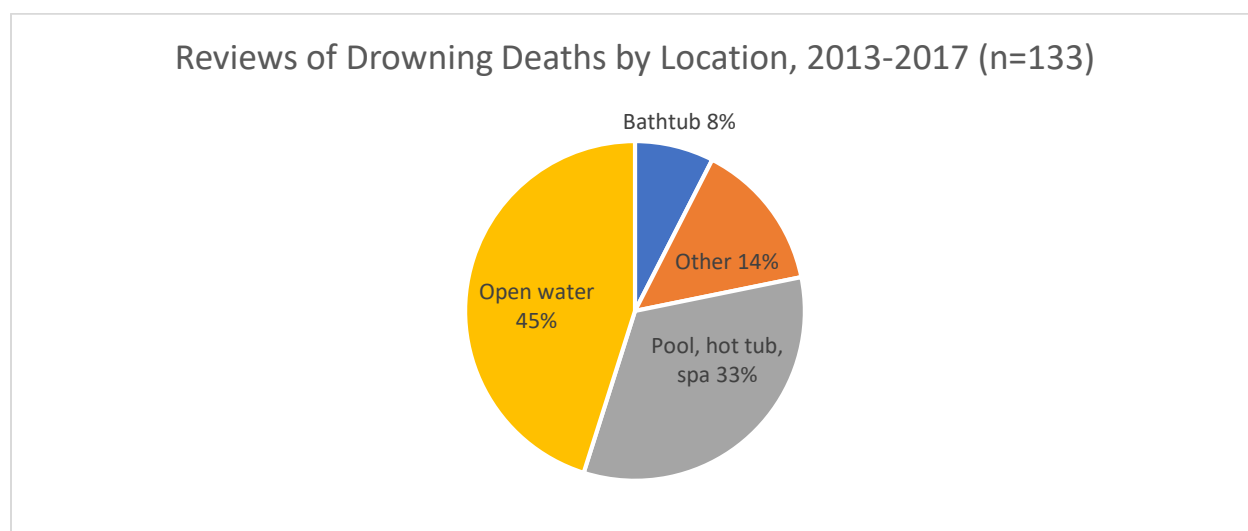 Reviews of Drowning Deaths by Location, 2013-2017 (n=133)
Bathtub 8%
Other 14%
Open water
45%
Pool, hot tub,
spa 33%